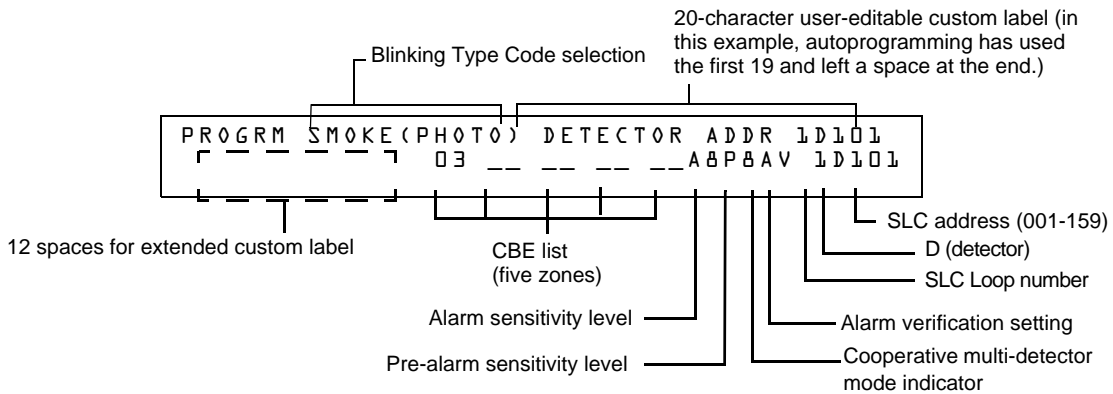 20-character user-editable custom label (in
this example, autoprogramming has used
the first 19 and left a space at the end.)
Blinking Type Code selection
PROGRM SMOKE(PHOTO) DETECTOR ADDR 1D101
03 __ __ __ __A8P8AV 1D101
12 spaces for extended custom label
CBE list
(five zones)
SLC address (001-159)
D (detector)
SLC Loop number
Alarm sensitivity level
Alarm verification setting
Pre-alarm sensitivity level
Cooperative multi-detector
mode indicator